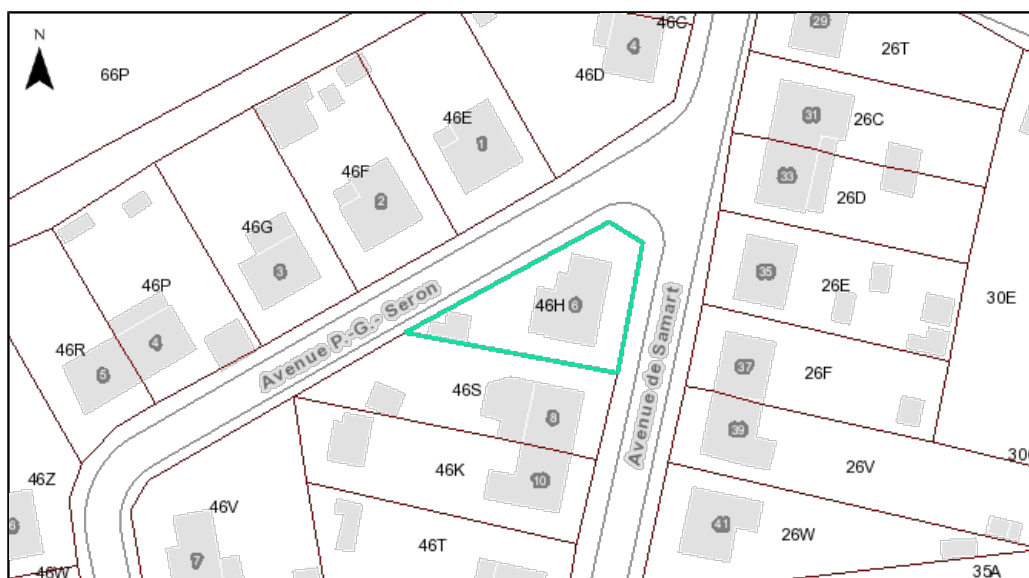 29
46C
N
4
26T
66P
46D
31
46E
26C
1
33
46F
26D
2
46G
3
35
46P
26E
30E
46H
6
Avenue P.-G.- Seron
Avenue de Samart
46R
4
5
37
26F
46S
8
39
46K
10
26V
46Z
46V
6
41
46T
26W
7
46W
35A